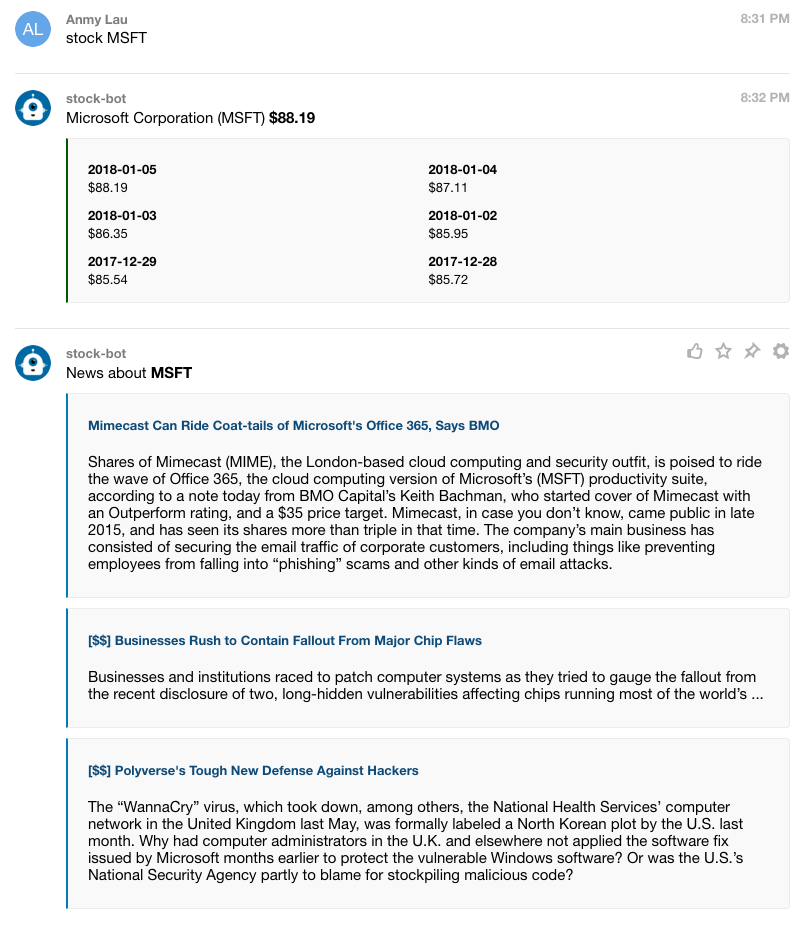 AL
Anmy Lau
8:31 PM
stock MSFT
stock-bot
8:32 PM
Microsoft Corporation (MSFT) $88.19
2018-01-05
2018-01-04
$88.19
$87.11
2018-01-03
2018-01-02
$86.35
$85.95
2017-12-29
2017-12-28
$85.54
$85.72
stock-bot
News about MSFT
Mimecast Can Ride Coat-tails of Microsoft's Office 365, Says BMO
Shares of Mimecast (MIME), the London-based cloud computing and security outfit, is poised to ride
the wave of Office 365, the cloud computing version of Microsoft’s (MSFT) productivity suite,
according to a note today from BMO Capital’s Keith Bachman, who started cover of Mimecast with
an Outperform rating, and a $35 price target. Mimecast, in case you don’t know, came public in late
2015, and has seen its shares more than triple in that time. The company’s main business has
consisted of securing the email traffic of corporate customers, including things like preventing
employees from falling into “phishing” scams and other kinds of email attacks.
[$$] Businesses Rush to Contain Fallout From Major Chip Flaws
Businesses and institutions raced to patch computer systems as they tried to gauge the fallout from
the recent disclosure of two, long-hidden vulnerabilities affecting chips running most of the world’s ...
[$$] Polyverse's Tough New Defense Against Hackers
The “WannaCry” virus, which took down, among others, the National Health Services’ computer
network in the United Kingdom last May, was formally labeled a North Korean plot by the U.S. last
month. Why had computer administrators in the U.K. and elsewhere not applied the software fix
issued by Microsoft months earlier to protect the vulnerable Windows software? Or was the U.S.’s
National Security Agency partly to blame for stockpiling malicious code?